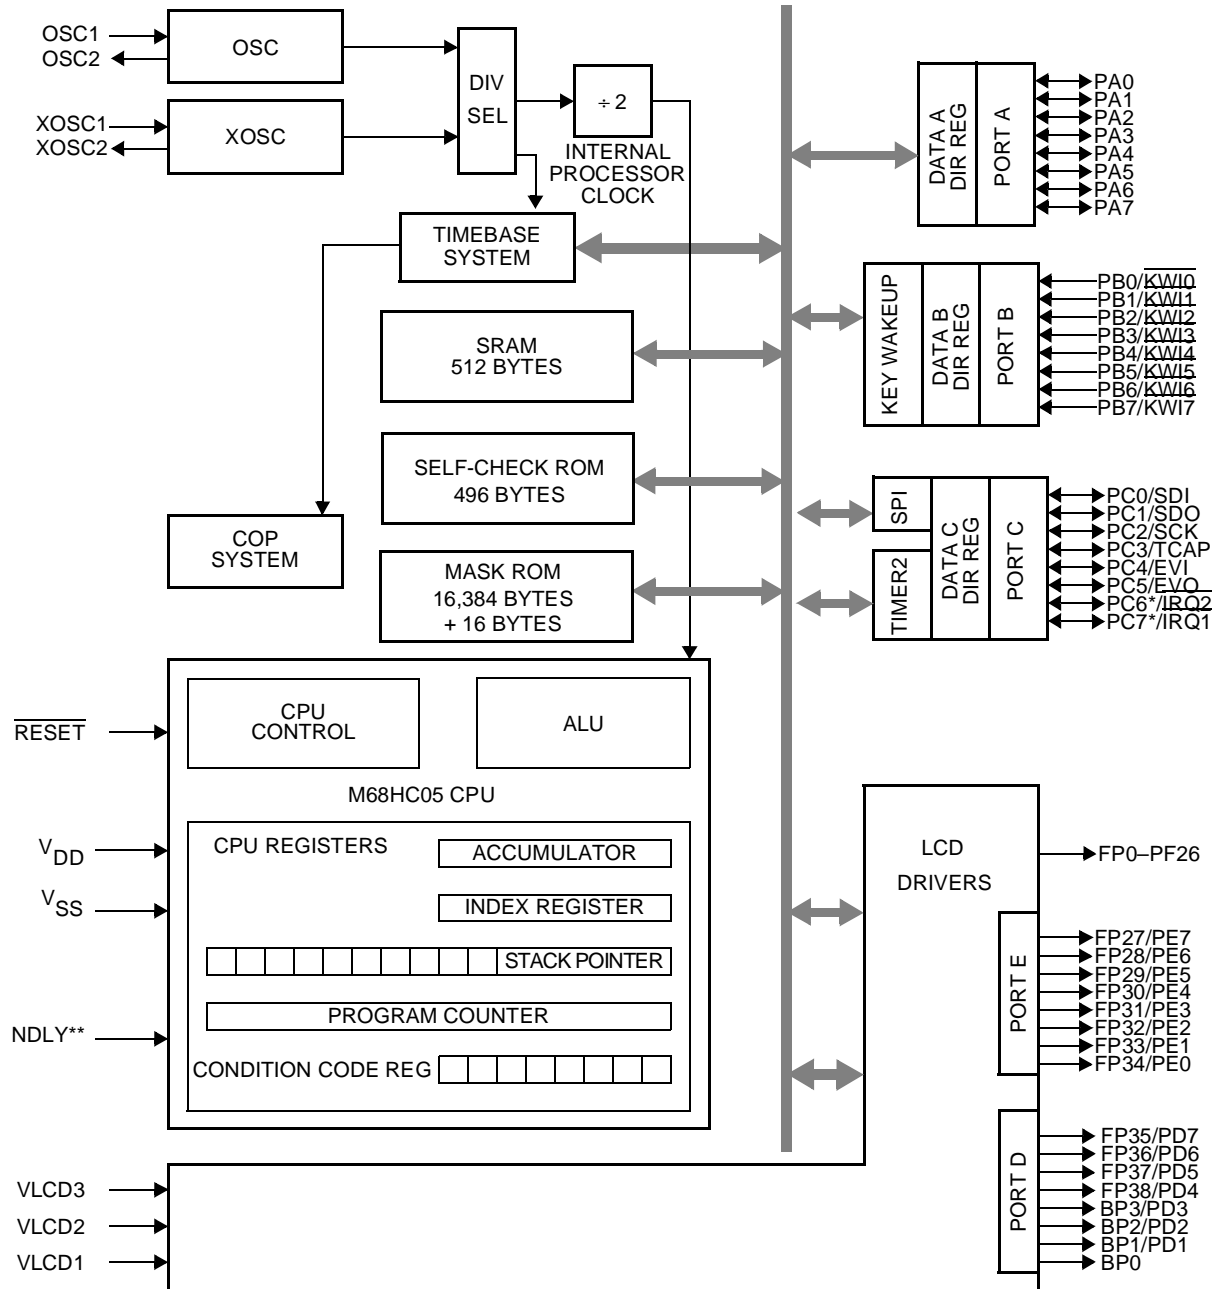 OSC1
OSC2
OSC
XOSC1
XOSC2
XOSC
DIV
SEL
÷ 2
INTERNAL
PROCESSOR
CLOCK
TIMEBASE
SYSTEM
SRAM
512 BYTES
SELF-CHECK ROM
496 BYTES
COP
SYSTEM
MASK ROM
16,384 BYTES
+ 16 BYTES
RESET
CPU
CONTROL
ALU
M68HC05 CPU
VDD
VSS
NDLY**
CPU REGISTERS
ACCUMULATOR
INDEX REGISTER
STACK POINTER
PROGRAM COUNTER
CONDITION CODE REG
VLCD3
VLCD2
VLCD1
DATA A
DIR REG
PORT A
PA0
PA1
PA2
PA3
PA4
PA5
PA6
PA7
KEY WAKEUP
DATA B
DIR REG
PORT B
PB0/KWI0
PB1/KWI1
PB2/KWI2
PB3/KWI3
PB4/KWI4
PB5/KWI5
PB6/KWI6
PB7/KWI7
SPI
TIMER2
DATA C
DIR REG
PORT C
PC0/SDI
PC1/SDO
PC2/SCK
PC3/TCAP
PC4/EVI
PC5/EVO
PC6*/IRQ2
PC7*/IRQ1
LCD
DRIVERS
FP0–PF26
PORT E
FP27/PE7
FP28/PE6
FP29/PE5
FP30/PE4
FP31/PE3
FP32/PE2
FP33/PE1
FP34/PE0
PORT D
FP35/PD7
FP36/PD6
FP37/PD5
FP38/PD4
BP3/PD3
BP2/PD2
BP1/PD1
BP0